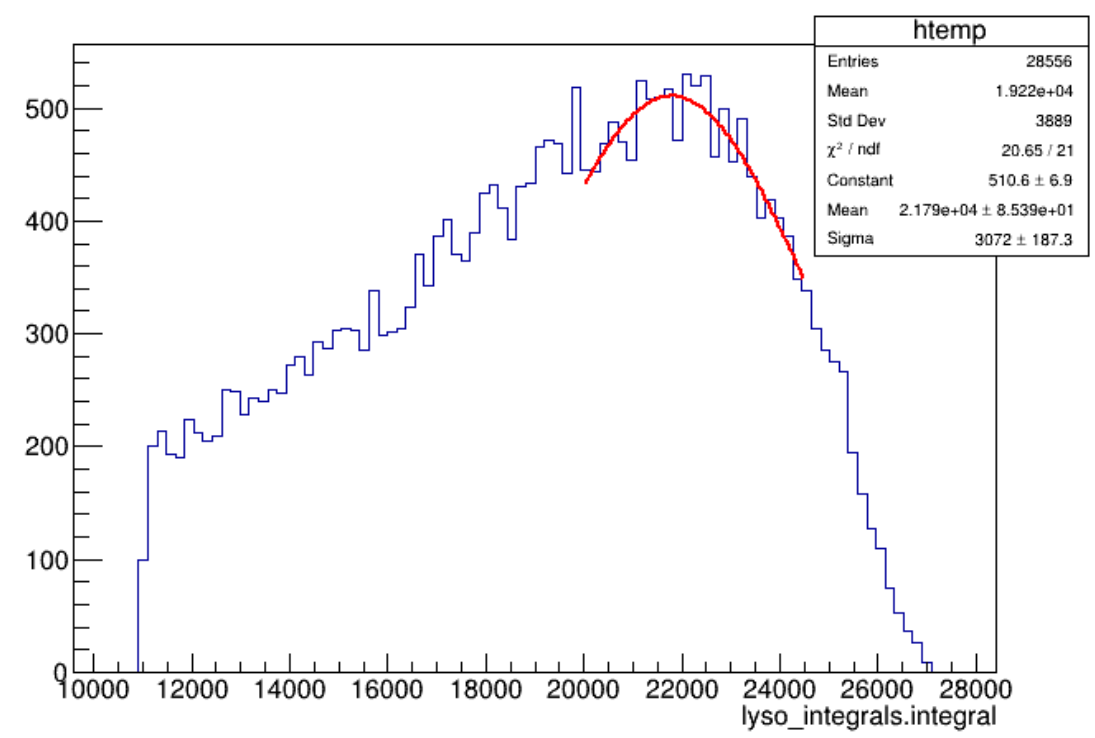 htemp
Entries 28556
Mean 1.922e+04
Std Dev 3889
χ² / ndf 20.65 / 21
Constant 510.6 ± 6.9
Mean 2.179e+04 ± 8.539e+01
Sigma 3072 ± 187.3
500
400
300
200
100
0
10000 12000 14000 16000 18000 20000 22000 24000 26000 28000
lyso_integrals.integral